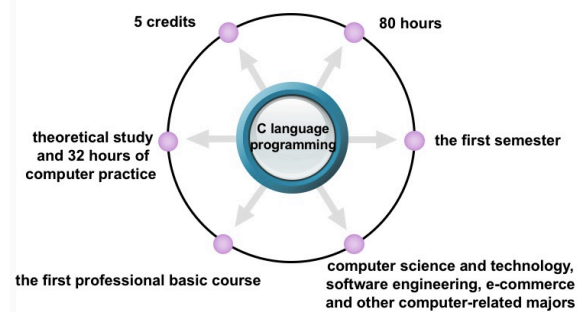 5 credits
80 hours
C language
programming
theoretical study
and 32 hours of
computer practice
the first semester
the first professional basic course
computer science and technology,
software engineering, e-commerce
and other computer-related majors